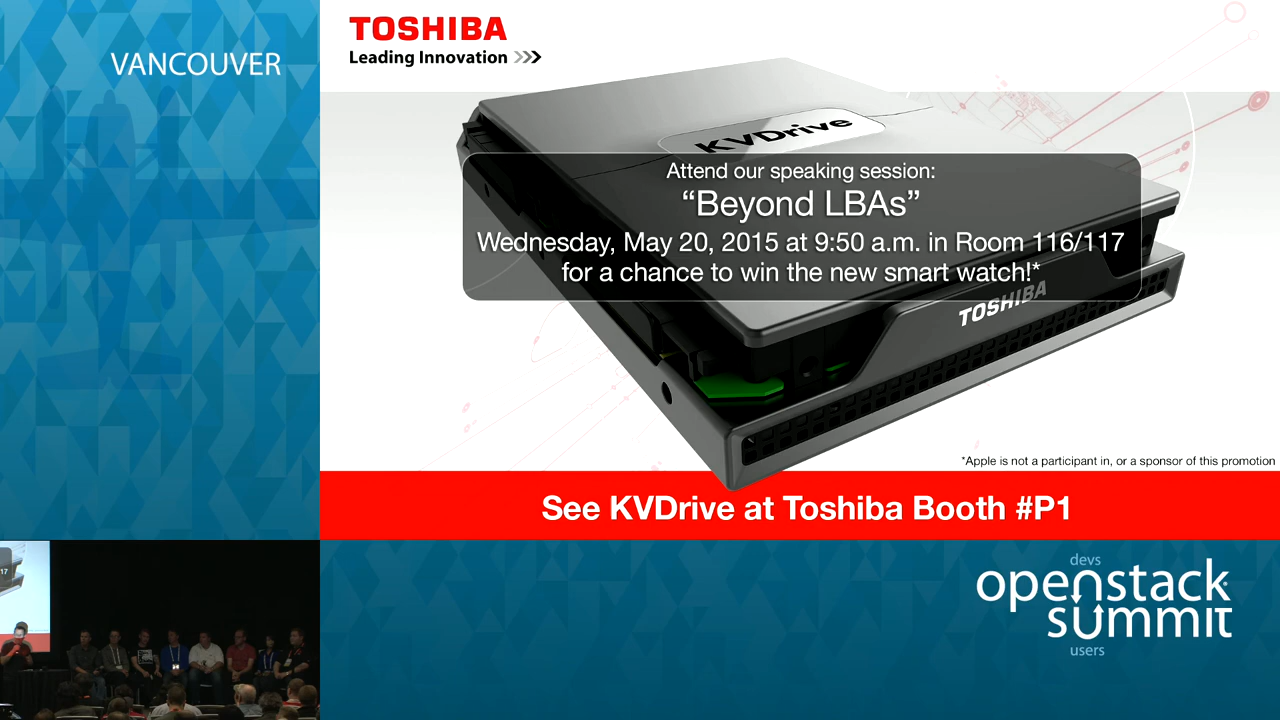 VANCOUVER
TOSHIBA
Leading Innovation >>>
KVDrive
Attend our speaking session:
“Beyond LBAs”
Wednesday, May 20, 2015 at 9:50 a.m. in Room 116/117
for a chance to win the new smart watch!*
TOSHIBA
*Apple is not a participant in, or a sponsor of this promotion
See KVDrive at Toshiba Booth #P1
17
devs
openstack
summit
users